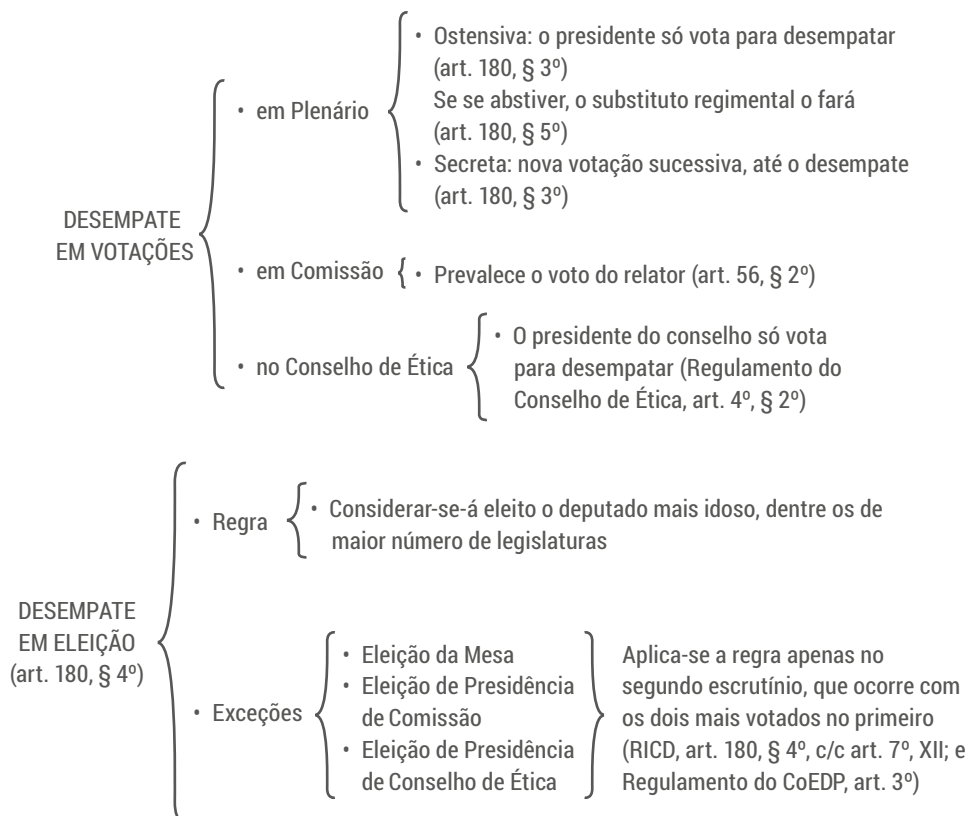 DESEMPATE
EM VOTAÇÕES
• em Plenário
• Ostensiva: o presidente só vota para desempatar
(art. 180, § 3º)
Se se abstiver, o substituto regimental o fará
(art. 180, § 5º)
• Secreta: nova votação sucessiva, até o desempate
(art. 180, § 3º)
• em Comissão
• Prevalece o voto do relator (art. 56, § 2º)
• no Conselho de Ética
• O presidente do conselho só vota
para desempatar (Regulamento do
Conselho de Ética, art. 4º, § 2º)
DESEMPATE
EM ELEIÇÃO
(art. 180, § 4º)
• Regra
• Considerar-se-á eleito o deputado mais idoso, dentre os de
maior número de legislaturas
• Exceções
• Eleição da Mesa
• Eleição de Presidência
de Comissão
• Eleição de Presidência
de Conselho de Ética
Aplica-se a regra apenas no
segundo escrutínio, que ocorre com
os dois mais votados no primeiro
(RICD, art. 180, § 4º, c/c art. 7º, XII; e
Regulamento do CoEDP, art. 3º)